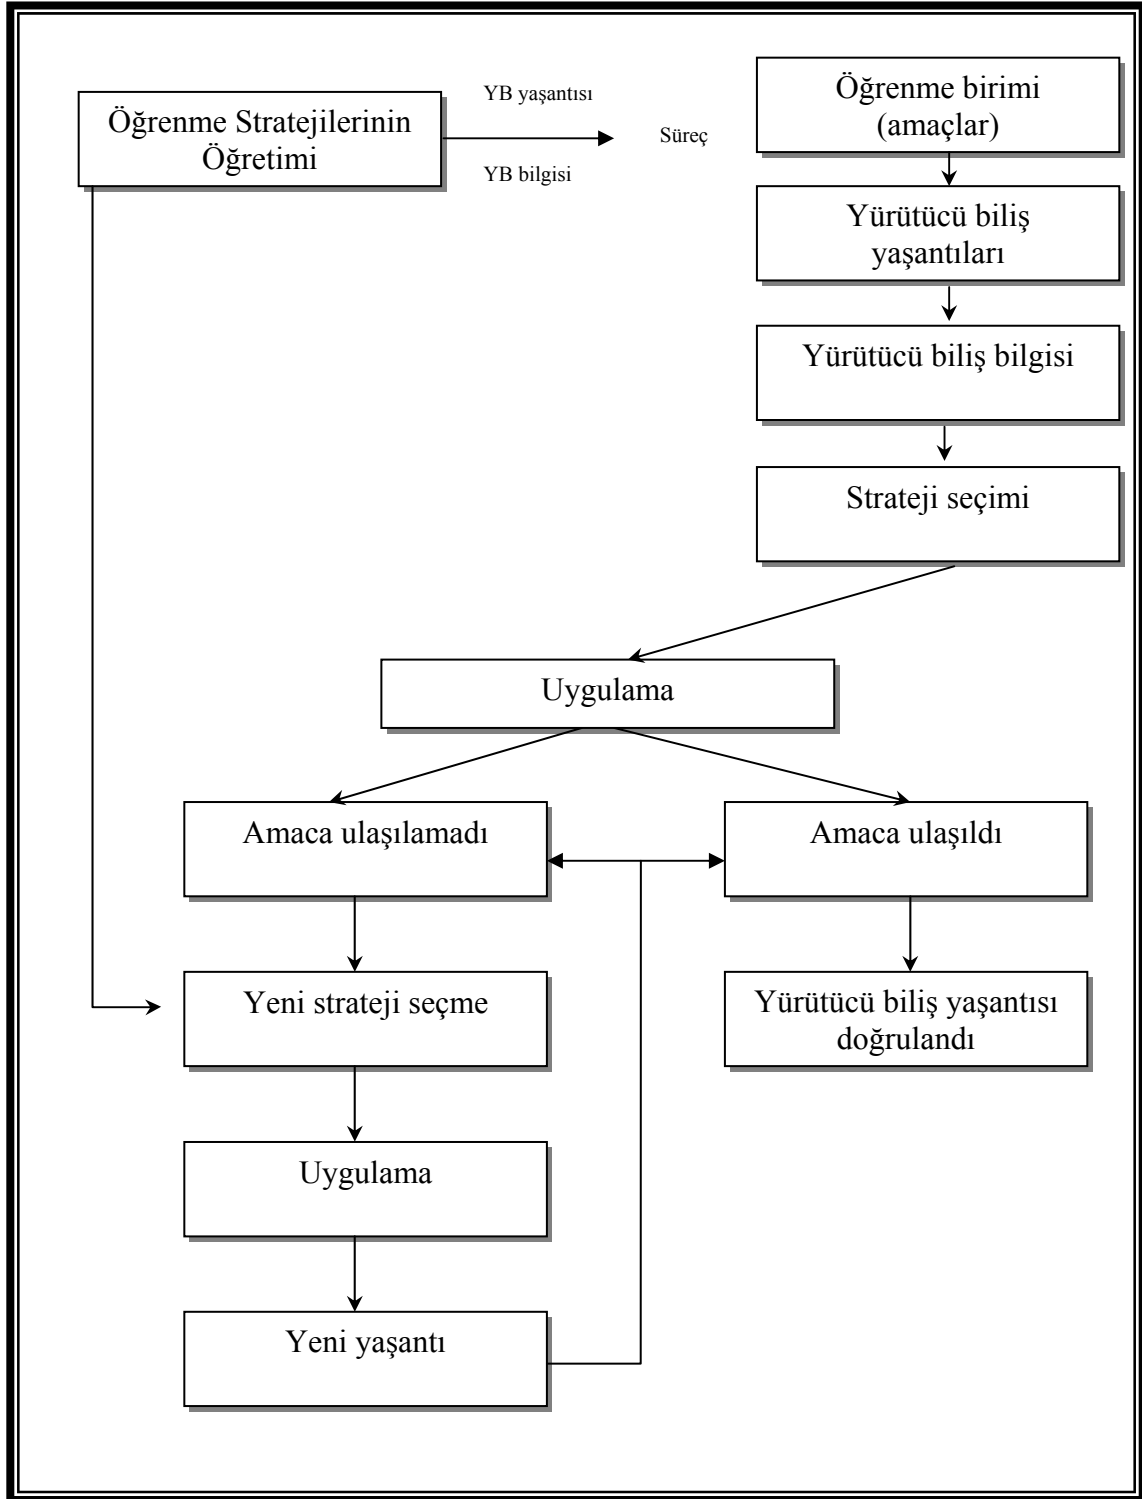 Öğrenme Stratejilerinin
Öğretimi
YB yaşantısı
YB bilgisi
Süreç
Öğrenme birimi
(amaçlar)
Yürütücü biliş
yaşantıları
Yürütücü biliş bilgisi
Strateji seçimi
Uygulama
Amaca ulaşılamadı
Amaca ulaşıldı
Yeni strateji seçme
Yürütücü biliş yaşantısı
doğrulandı
Uygulama
Yeni yaşantı